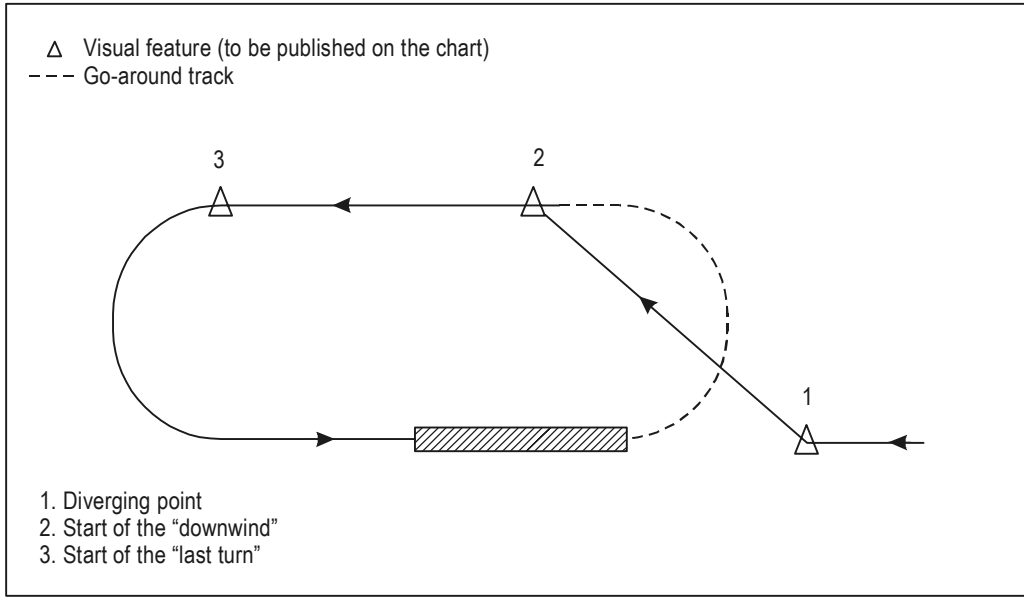 Visual feature (to be published on the chart)
Go-around track
3
2
1
1. Diverging point
2. Start of the “downwind”
3. Start of the “last turn”